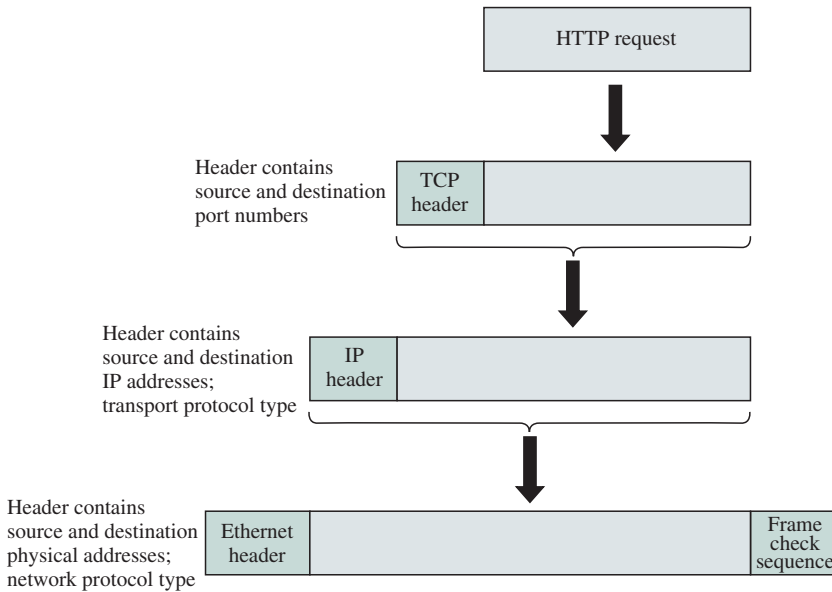 HTTP request
Header contains
source and destination
port numbers
TCP
header
Header contains
source and destination
IP addresses;
transport protocol type
IP
header
Header contains
source and destination
physical addresses;
network protocol type
Ethernet
header
Frame
check
sequence